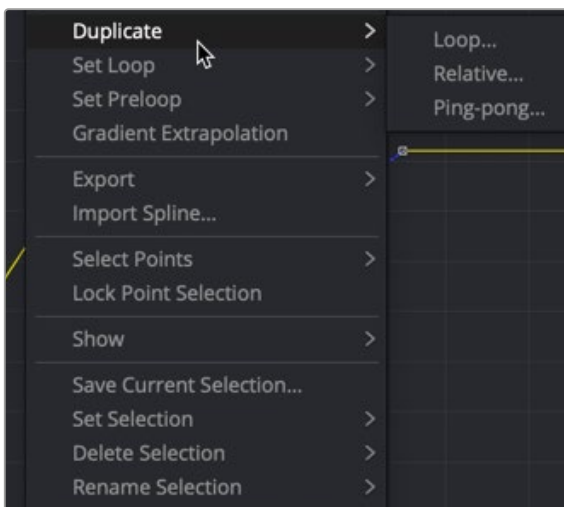 Duplicate
Set Loop
Set Preloop
Gradient Extrapolation
Export
Import Spline...
Select Points
Lock Point Selection
Show
Save Current Selection...
Set Selection
Delete Selection
Rename Selection
Loop...
Relative...
Ping-pong...